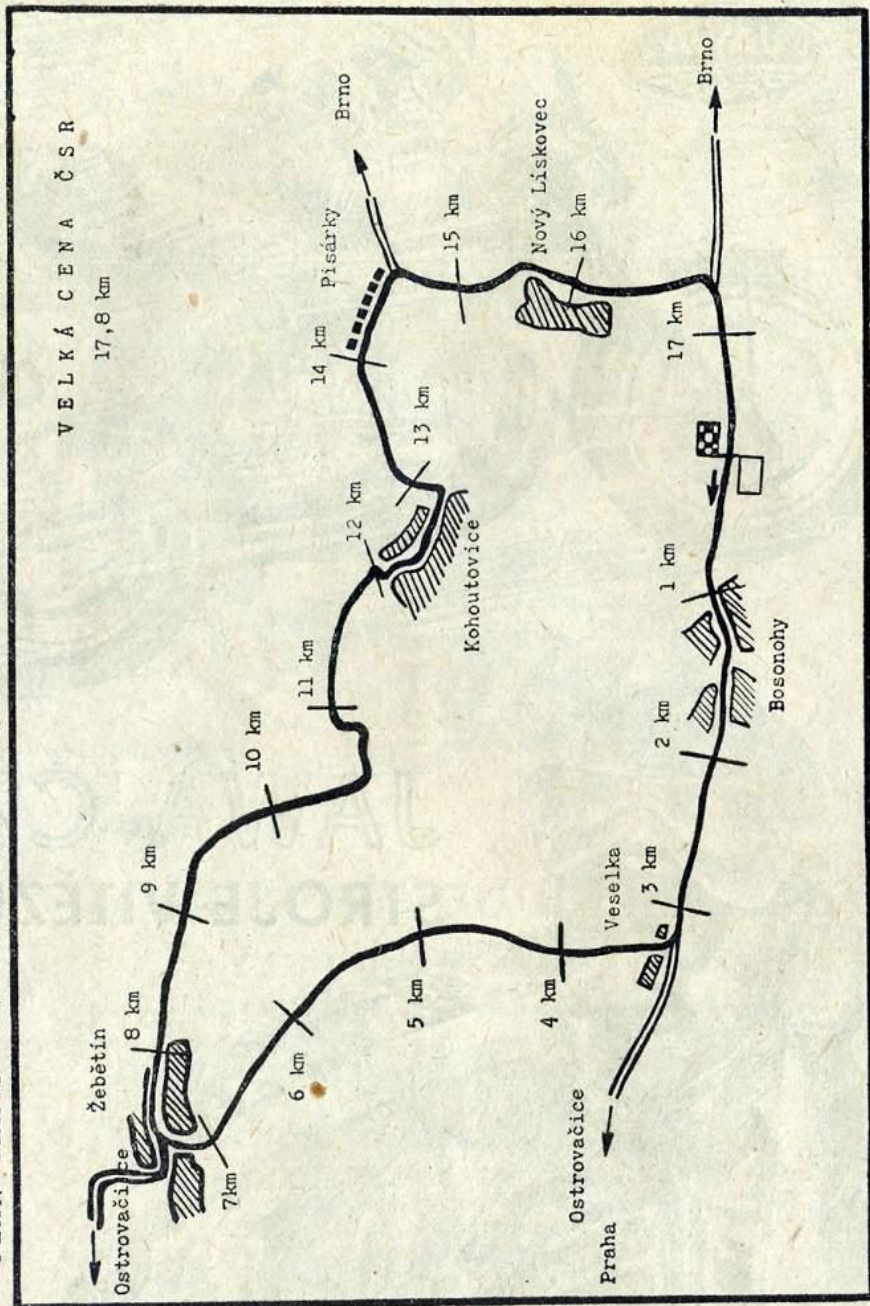 VELKÁ CENA ČSR
17,8 km
Žebětín
Ostrovačice
Brno
Pisárky
Nový Lískovec
Brno
Kohoutovice
Veselka
Bosonohy
Ostrovačice
Praha
1 km
2 km
3 km
4 km
5 km
6 km
7km
8 km
9 km
10 km
11 km
12 km
13 km
14 km
15 km
16 km
17 km